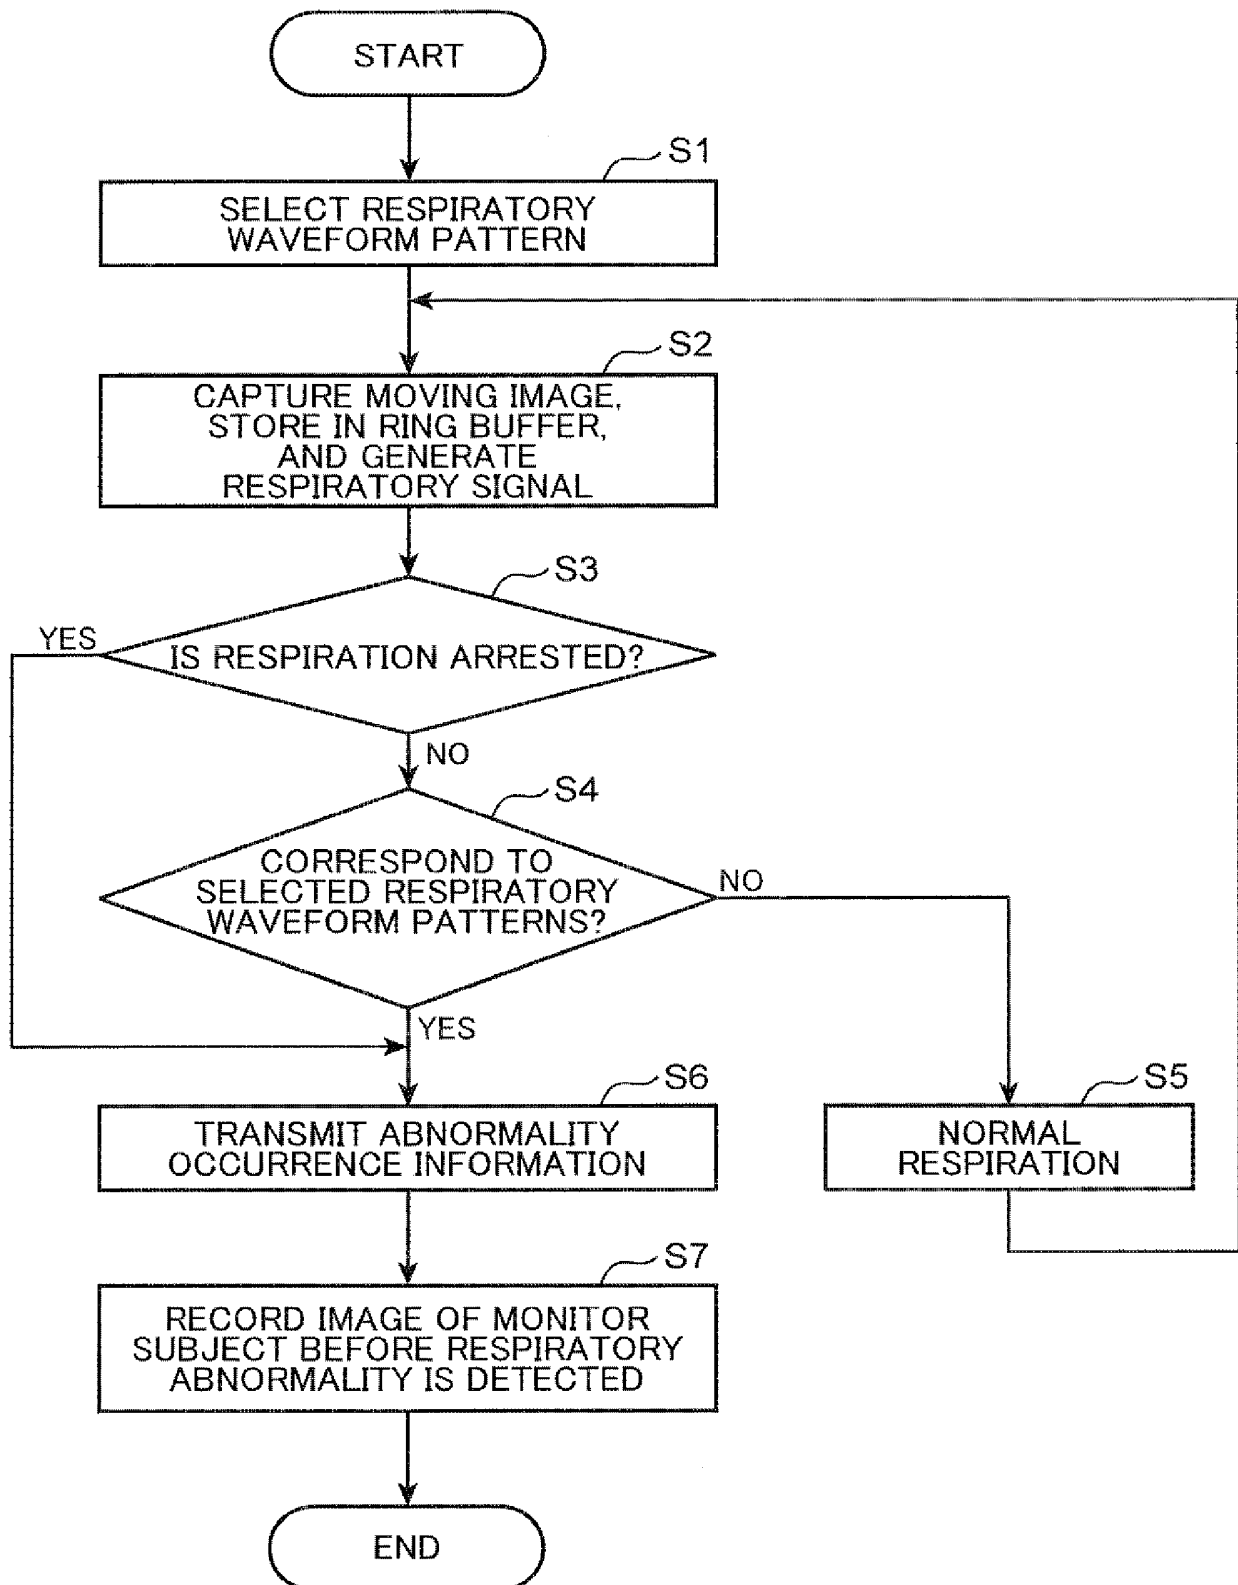 START
S1
SELECT RESPIRATORY
WAVEFORM PATTERN
S2
CAPTURE MOVING IMAGE,
STORE IN RING BUFFER,
AND GENERATE
RESPIRATORY SIGNAL
S3
YES
IS RESPIRATION ARRESTED?
NO
S4
CORRESPOND TO
SELECTED RESPIRATORY
WAVEFORM PATTERNS?
NO
YES
S6
TRANSMIT ABNORMALITY
OCCURRENCE INFORMATION
S5
NORMAL
RESPIRATION
S7
RECORD IMAGE OF MONITOR
SUBJECT BEFORE RESPIRATORY
ABNORMALITY IS DETECTED
END